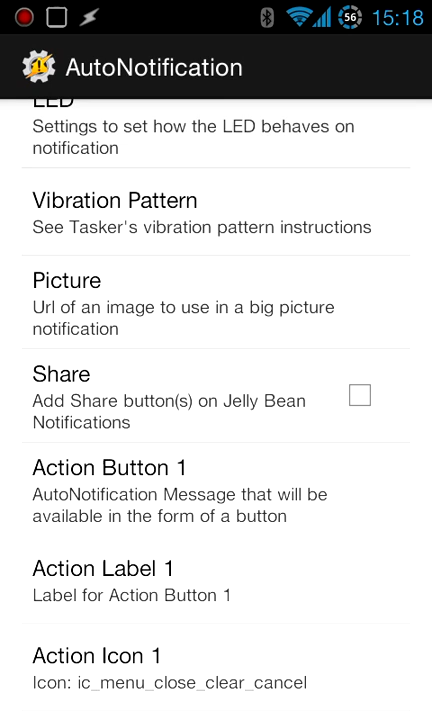 56 15:18
AutoNotification
LED
Settings to set how the LED behaves on
notification
Vibration Pattern
See Tasker's vibration pattern instructions
Picture
Url of an image to use in a big picture
notification
Share
Add Share button(s) on Jelly Bean
Notifications
Action Button 1
AutoNotification Message that will be
available in the form of a button
Action Label 1
Label for Action Button 1
Action Icon 1
Icon: ic_menu_close_clear_cancel